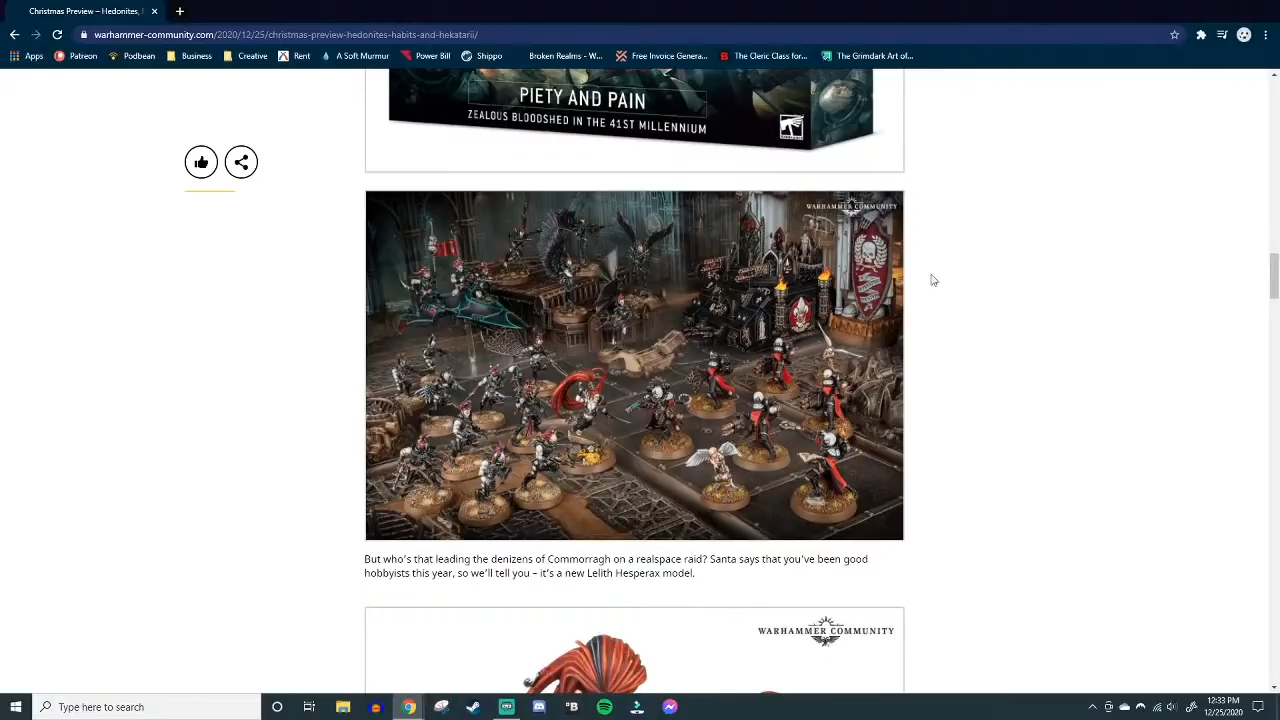 Christmas Preview – Hedonites,
warhammer-community.com/2020/12/25/christmas-preview-hedonites-habits-and-hekatarii/
Apps Patreon Podbean Business Creative Rent A Soft Murmur Power Bill Shippo Broken Realms - W... Free Invoice Genera... The Cleric Class for... The Grimdark Art of...
PIETY AND PAIN
ZEALOUS BLOODSHED IN THE 41ST MILLENNIUM
WARHAMMER COMMUNITY
But who's that leading the denizens of Commorragh on a realspace raid? Santa says that you've been good
hobbyists this year, so we'll tell you – it's a new Lelith Hesperax model.
WARHAMMER COMMUNITY
Type here to search
12:33 PM
12/25/2020